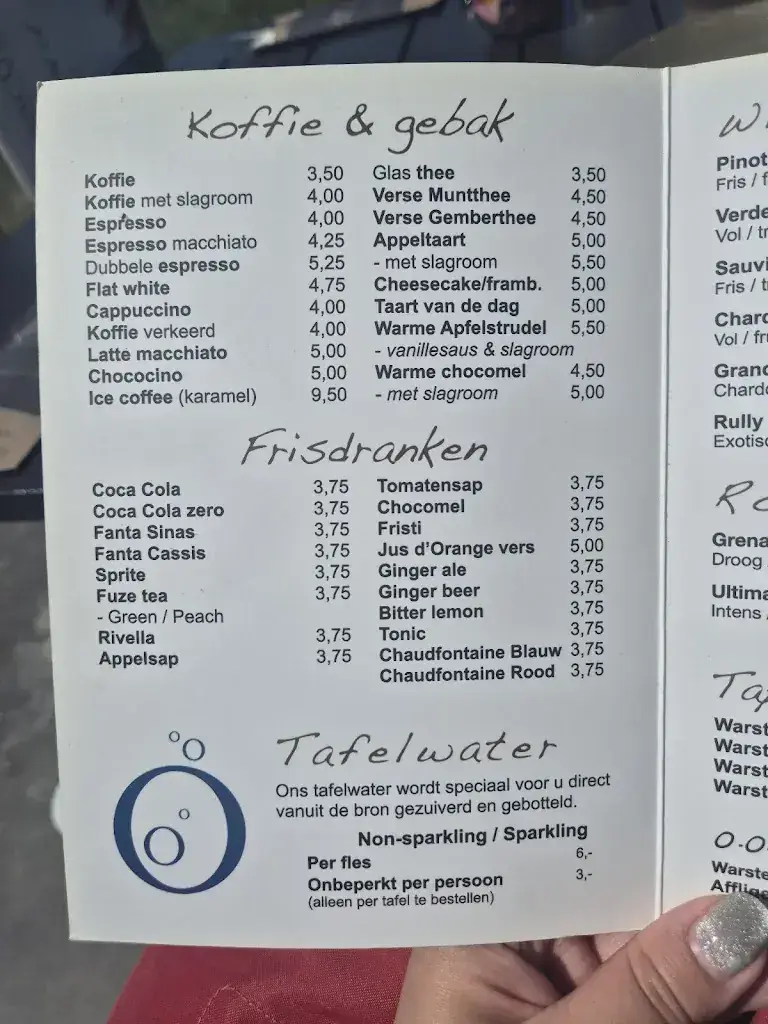 Koffie & gebak
Koffie 3,50
Koffie met slagroom 4,00
Espresso 4,00
Espresso macchiato 4,25
Dubbele espresso 5,25
Flat white 4,75
Cappuccino 4,00
Koffie verkeerd 4,00
Latte macchiato 5,00
Chococino 5,00
Ice coffee (karamel) 9,50
Glas thee 3,50
Verse Muntthee 4,50
Verse Gemberthee 4,50
Appeltaart 5,00
- met slagroom 5,50
Cheesecake/framb. 5,00
Taart van de dag 5,00
Warme Apfelstrudel 5,50
- vanillesaus & slagroom
Warme chocomel 4,50
- met slagroom 5,00
Frisdranken
Coca Cola 3,75
Coca Cola zero 3,75
Fanta Sinas 3,75
Fanta Cassis 3,75
Sprite 3,75
Fuze tea 3,75
- Green / Peach
Rivella 3,75
Appelsap 3,75
Tomatensap 3,75
Chocomel 3,75
Fristi 3,75
Jus d'Orange vers 5,00
Ginger ale 3,75
Ginger beer 3,75
Bitter lemon 3,75
Tonic 3,75
Chaudfontaine Blauw 3,75
Chaudfontaine Rood 3,75
Tafelwater
Ons tafelwater wordt speciaal voor u direct
vanuit de bron gezuiverd en gebotteld.
Non-sparkling / Sparkling
Per fles 6,-
Onbeperkt per persoon 3,-
(alleen per tafel te bestellen)
Pinot
Fris /
Verde
Vol /
Sauvi
Fris /
Chard
Vol /
Gran
Chard
Rully
Exotis
Grena
Droog
Ultima
Intens
Warst
Warst
Warst
Warst
0.0
Warste
Afflige